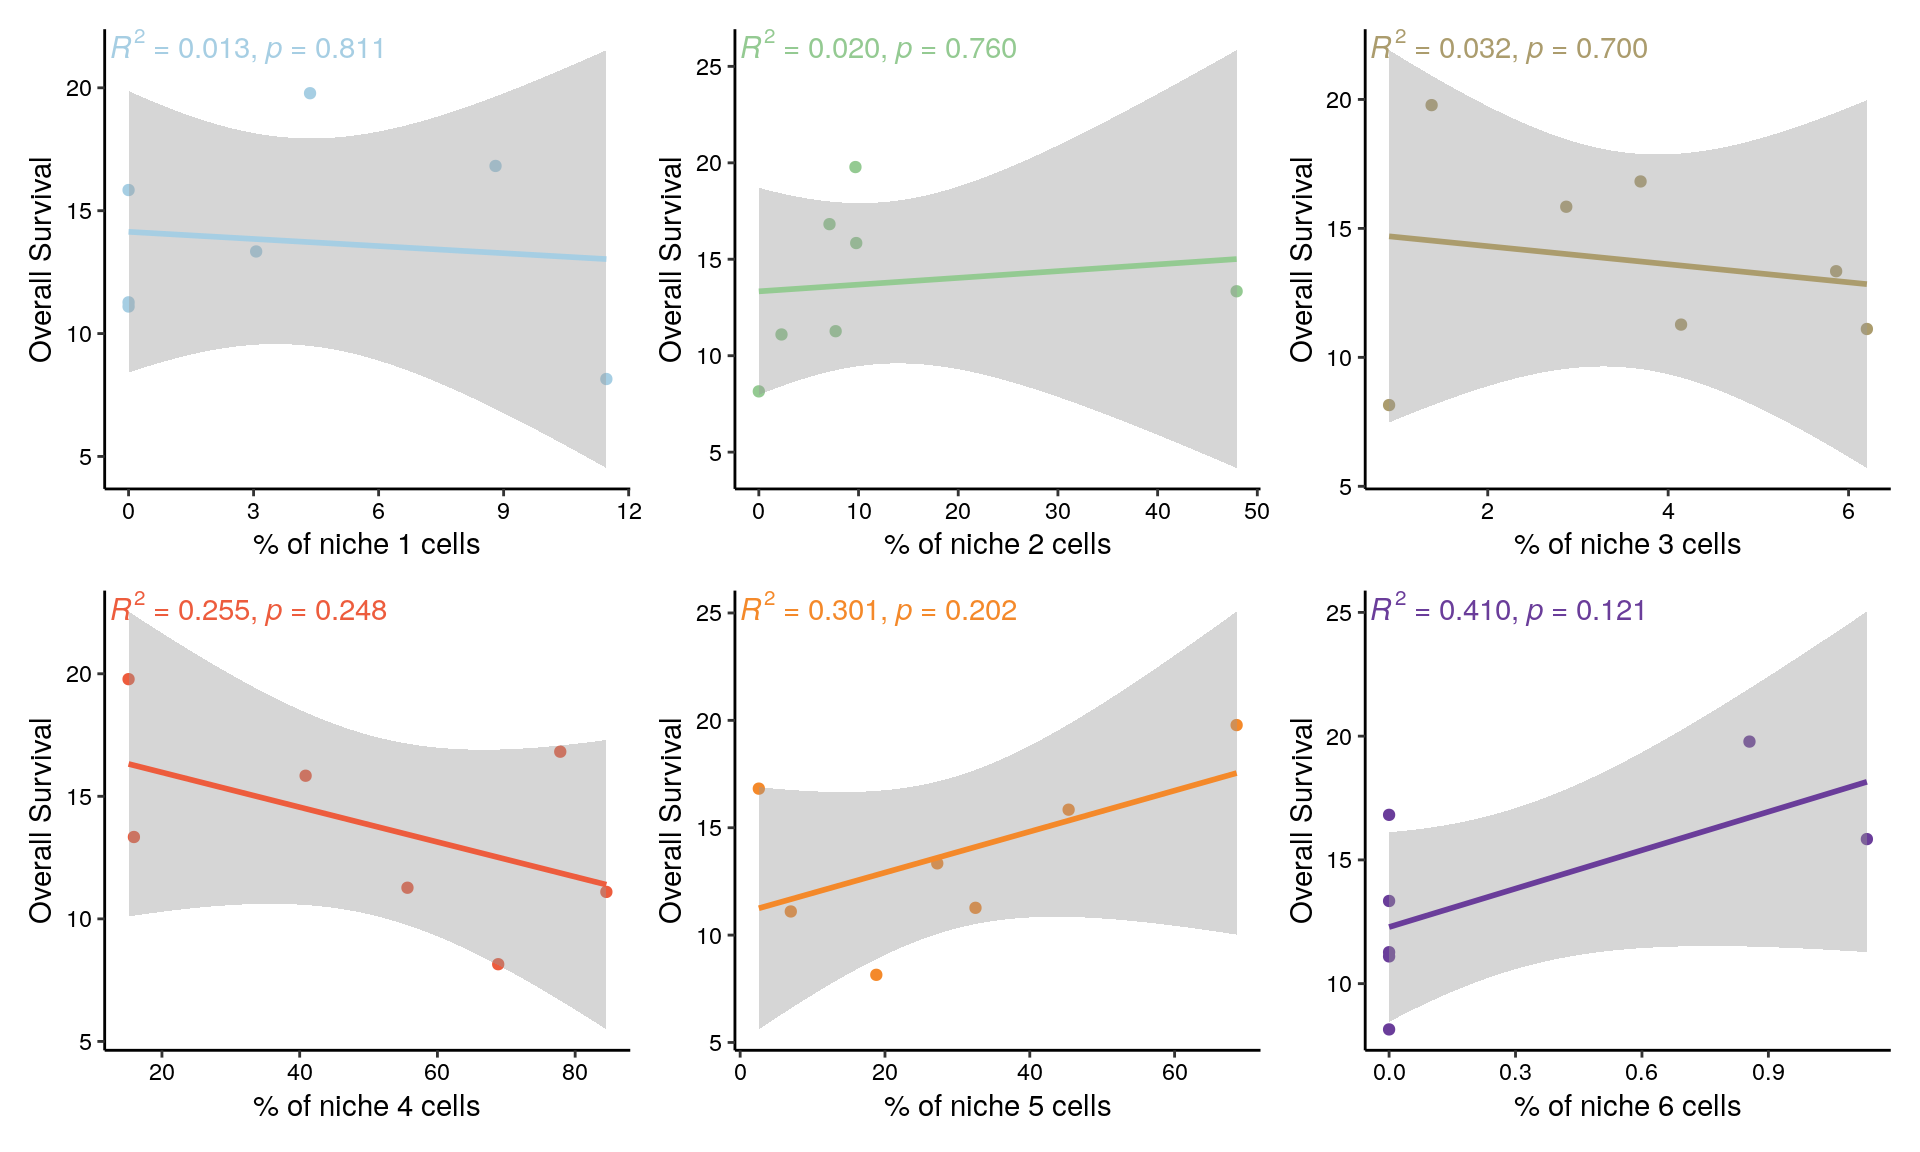 R² = 0.013, p = 0.811
Overall Survival
20
15
10
5
0 3 6 9 12
% of niche 1 cells
R² = 0.020, p = 0.760
Overall Survival
25
20
15
10
5
0 10 20 30 40 50
% of niche 2 cells
R² = 0.032, p = 0.700
Overall Survival
20
15
10
5
2 4 6
% of niche 3 cells
R² = 0.255, p = 0.248
Overall Survival
20
15
10
5
20 40 60 80
% of niche 4 cells
R² = 0.301, p = 0.202
Overall Survival
25
20
15
10
5
0 20 40 60
% of niche 5 cells
R² = 0.410, p = 0.121
Overall Survival
25
20
15
10
0.0 0.3 0.6 0.9
% of niche 6 cells